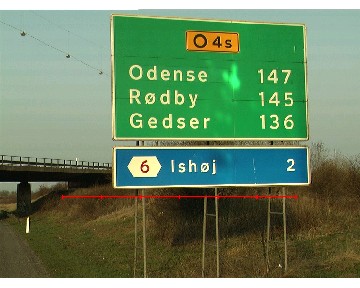 O4s
Odense 147
Rødby 145
Gedser 136
6 Ishøj 2